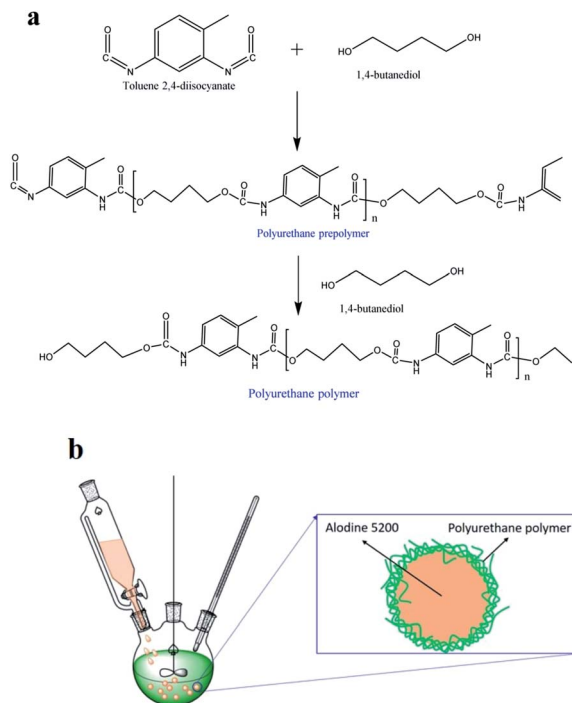 a
O O OH
C C HO
N N
Toluene 2,4-diisocyanate + 1,4-butanediol
O O O O O
C C O O C C O O C
N NH NH NH NH
n
Polyurethane prepolymer
OH
HO
1,4-butanediol
O O O O
HO O C C O O C C O
NH NH NH NH
n
Polyurethane polymer
b
Alodine 5200 Polyurethane polymer